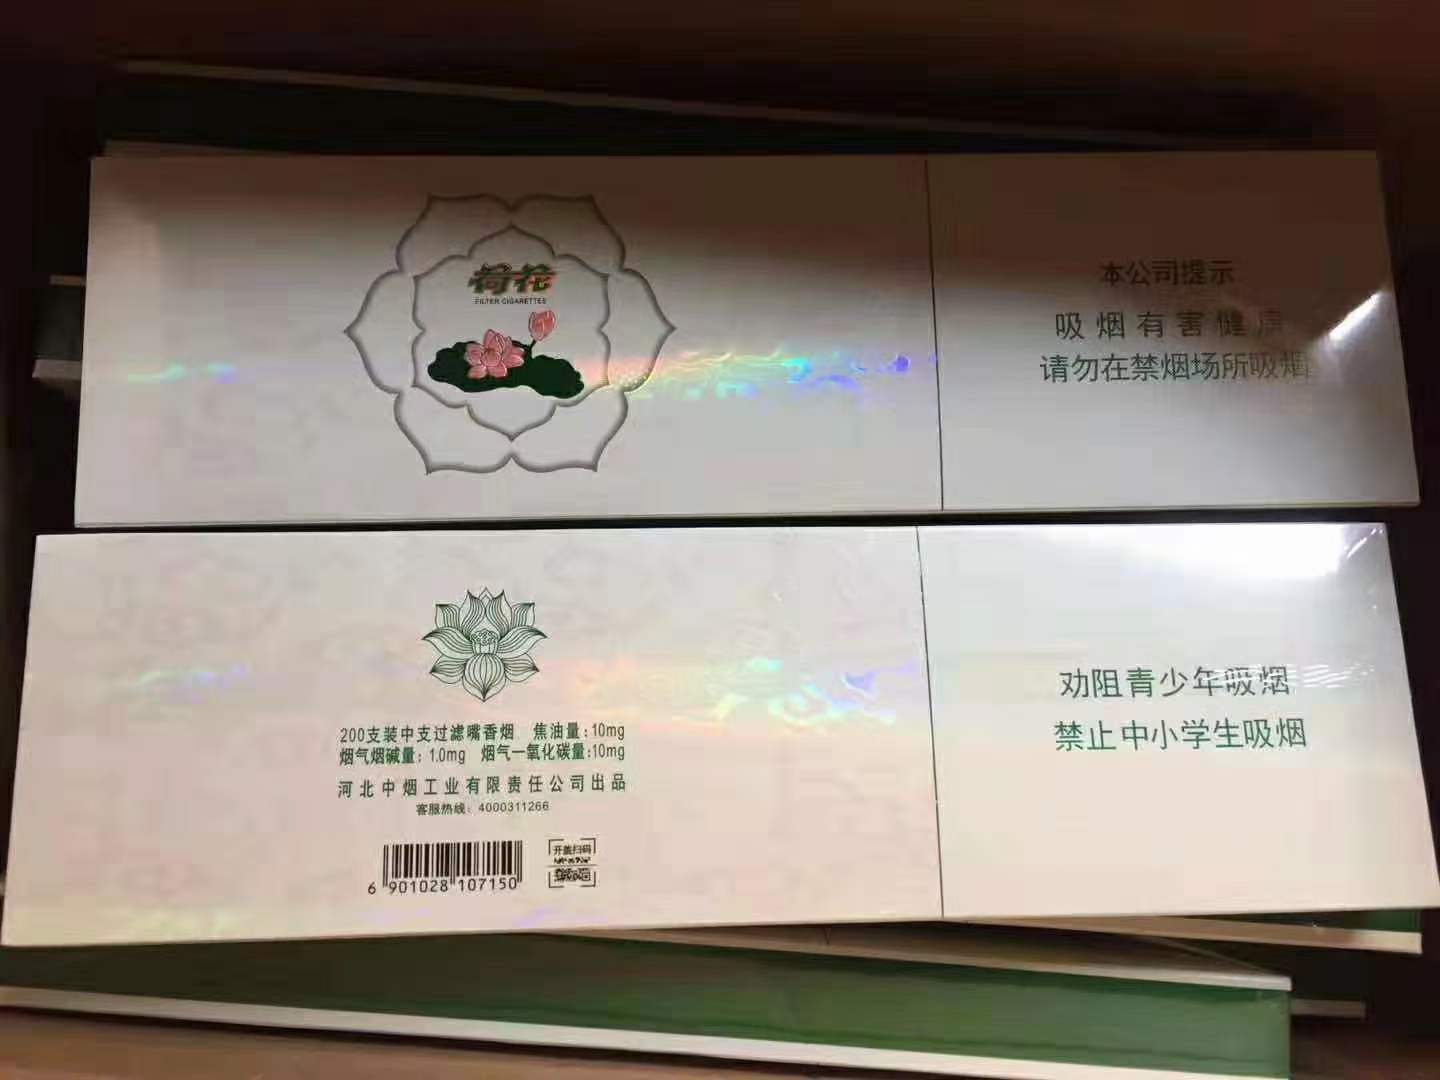 荷花
FILTER CIGARETTES
本公司提示
吸烟有害健康
请勿在禁烟场所吸烟
200支装中支过滤嘴香烟 焦油量：10mg
烟气烟碱量：1.0mg 烟气一氧化碳量:10mg
河北中烟工业有限责任公司出品
客服热线：4000311266
6 901028 107150
开盖扫码
劝阻青少年吸烟
禁止中小学生吸烟